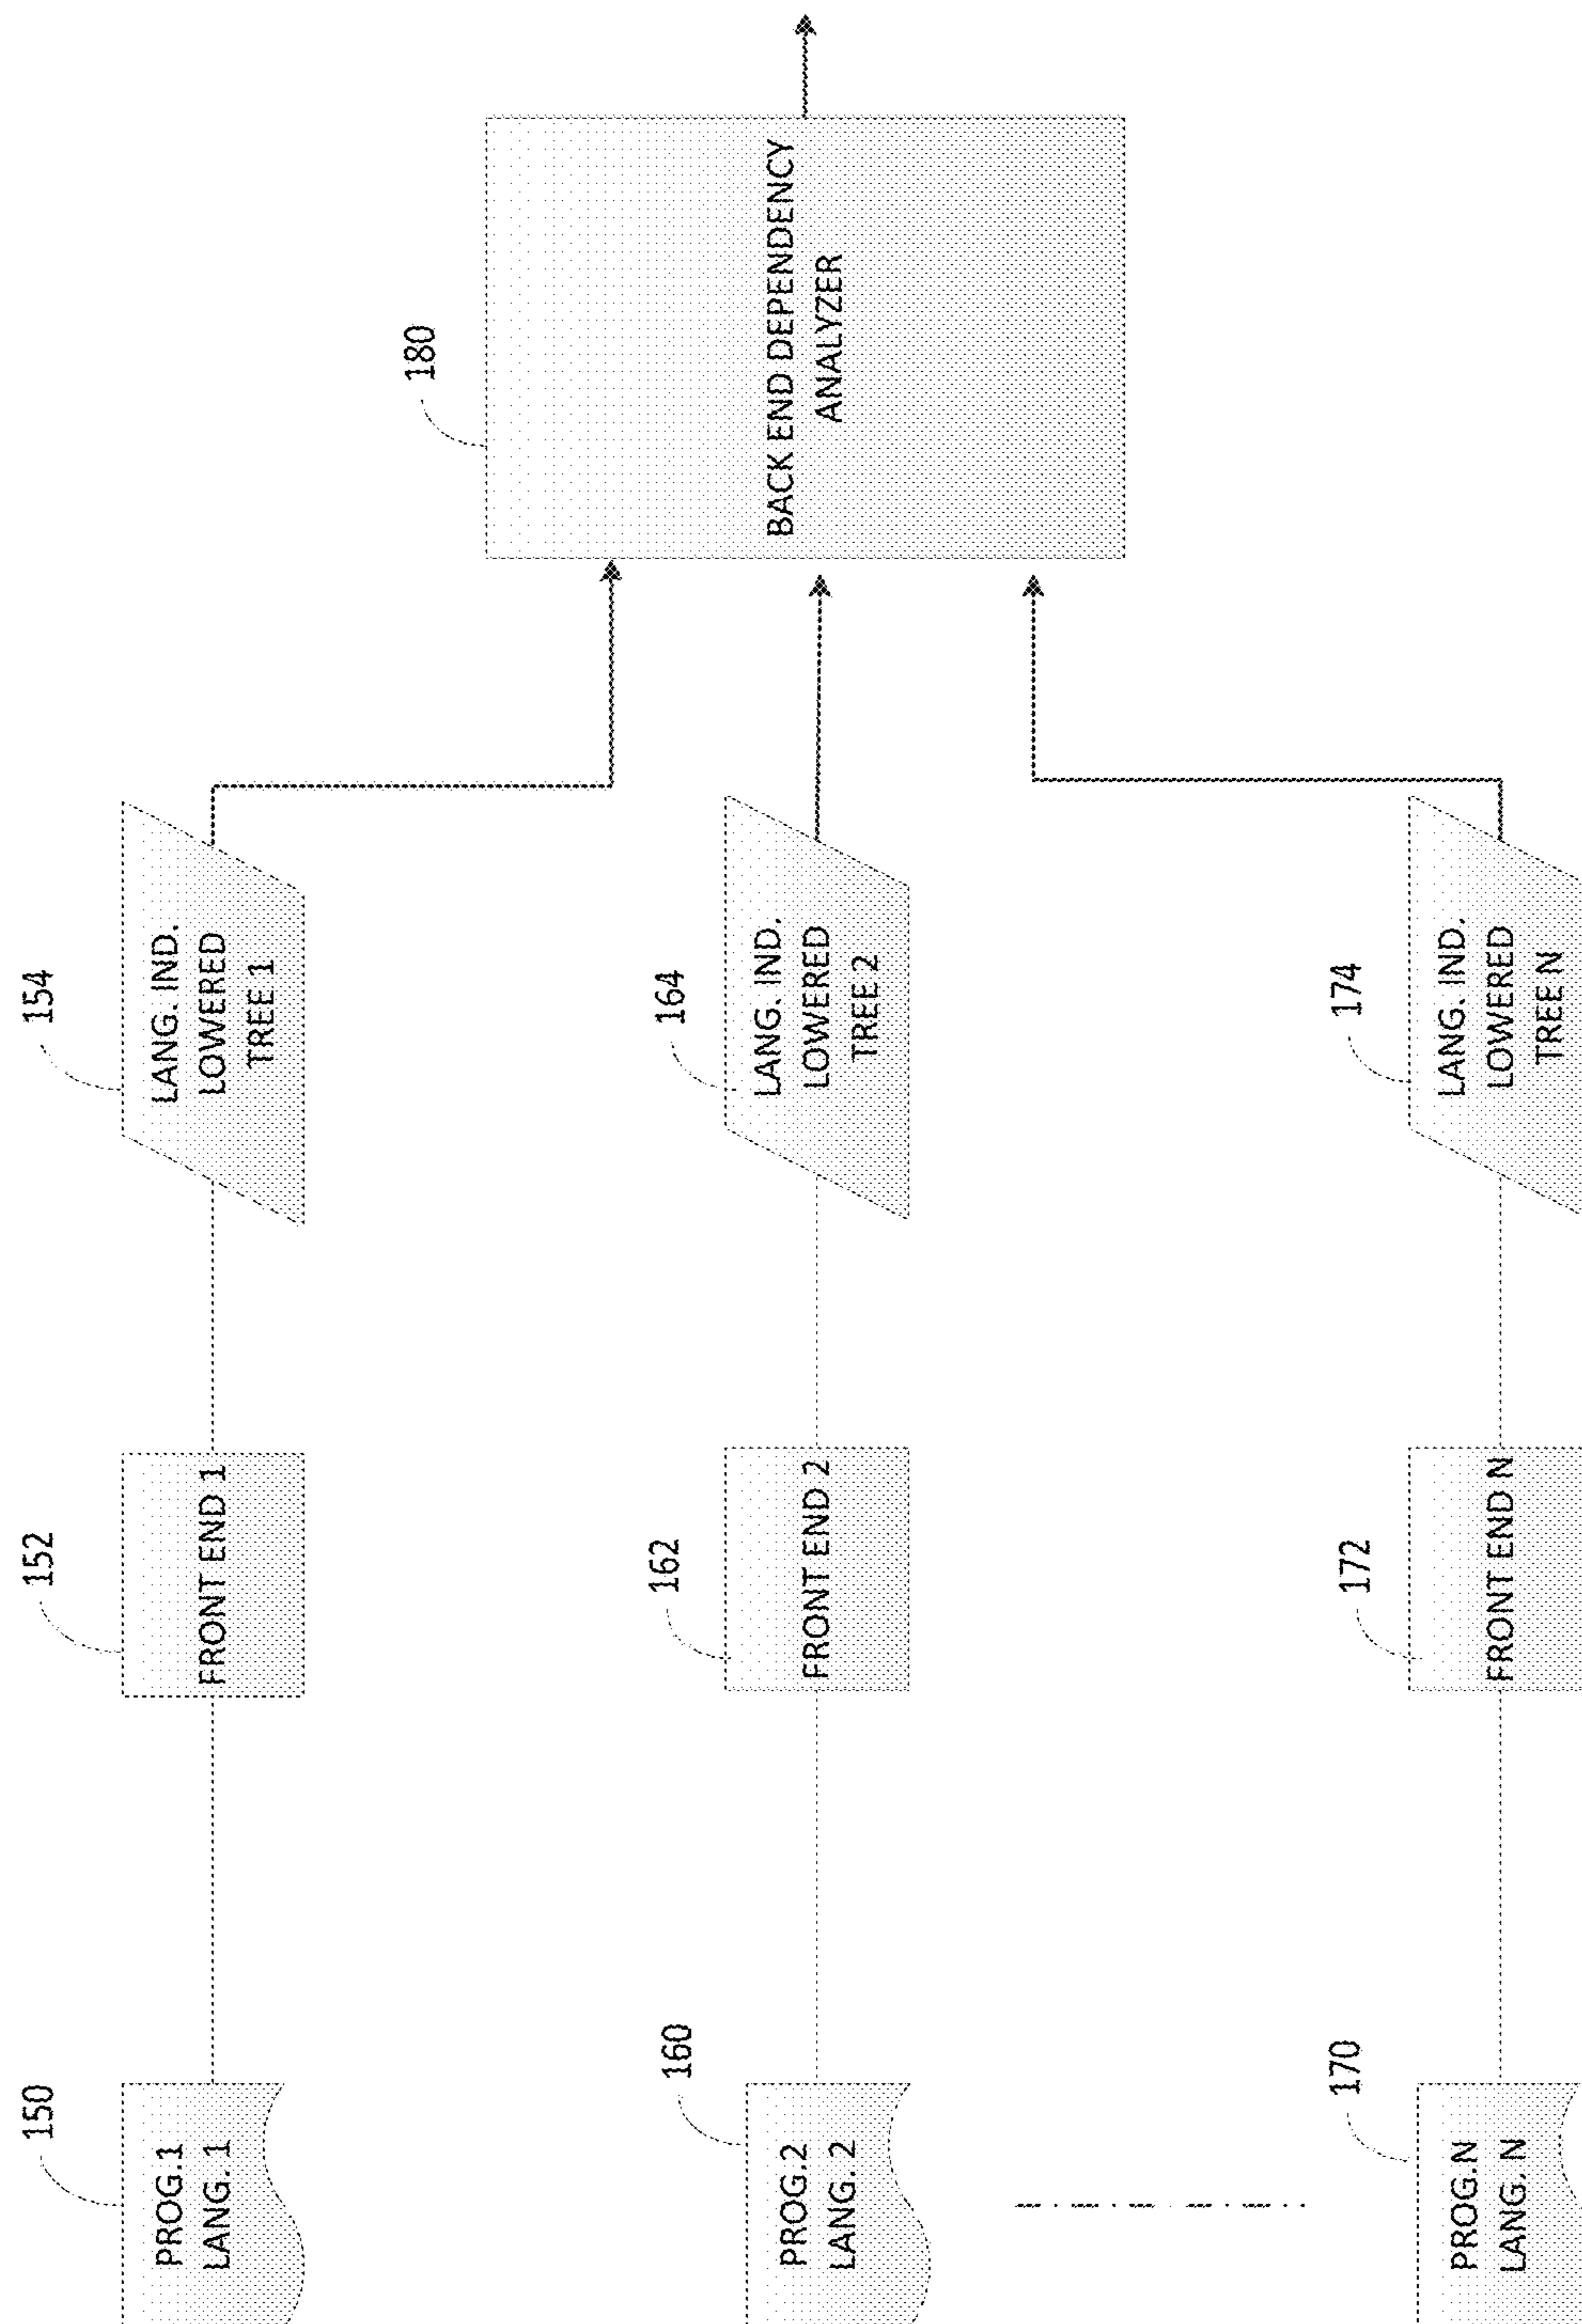 150
PROG.1
LANG. 1
152
FRONT END 1
154
LANG. IND.
LOWERED
TREE 1
160
PROG.2
LANG. 2
162
FRONT END 2
164
LANG. IND.
LOWERED
TREE 2
170
PROG.N
LANG. N
172
FRONT END N
174
LANG. IND.
LOWERED
TREE N
180
BACK END DEPENDENCY
ANALYZER